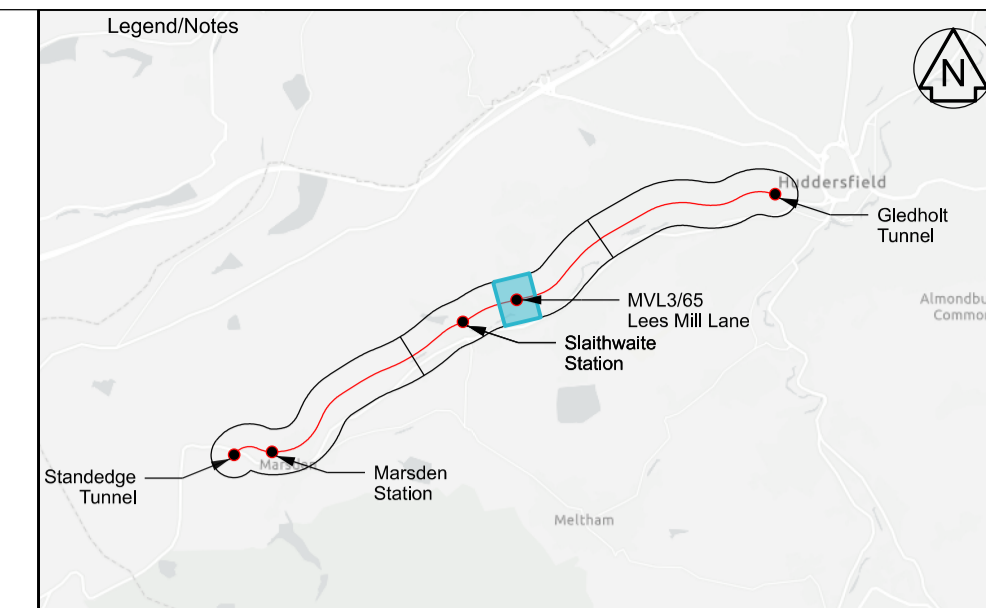 Legend/Notes
N
Huddersfield
Gledholt
Tunnel
Almondbu
Commo
MVL3/65
Lees Mill Lane
Slaithwaite
Station
Standedge
Tunnel
Marsden
Marsden
Station
Meltham